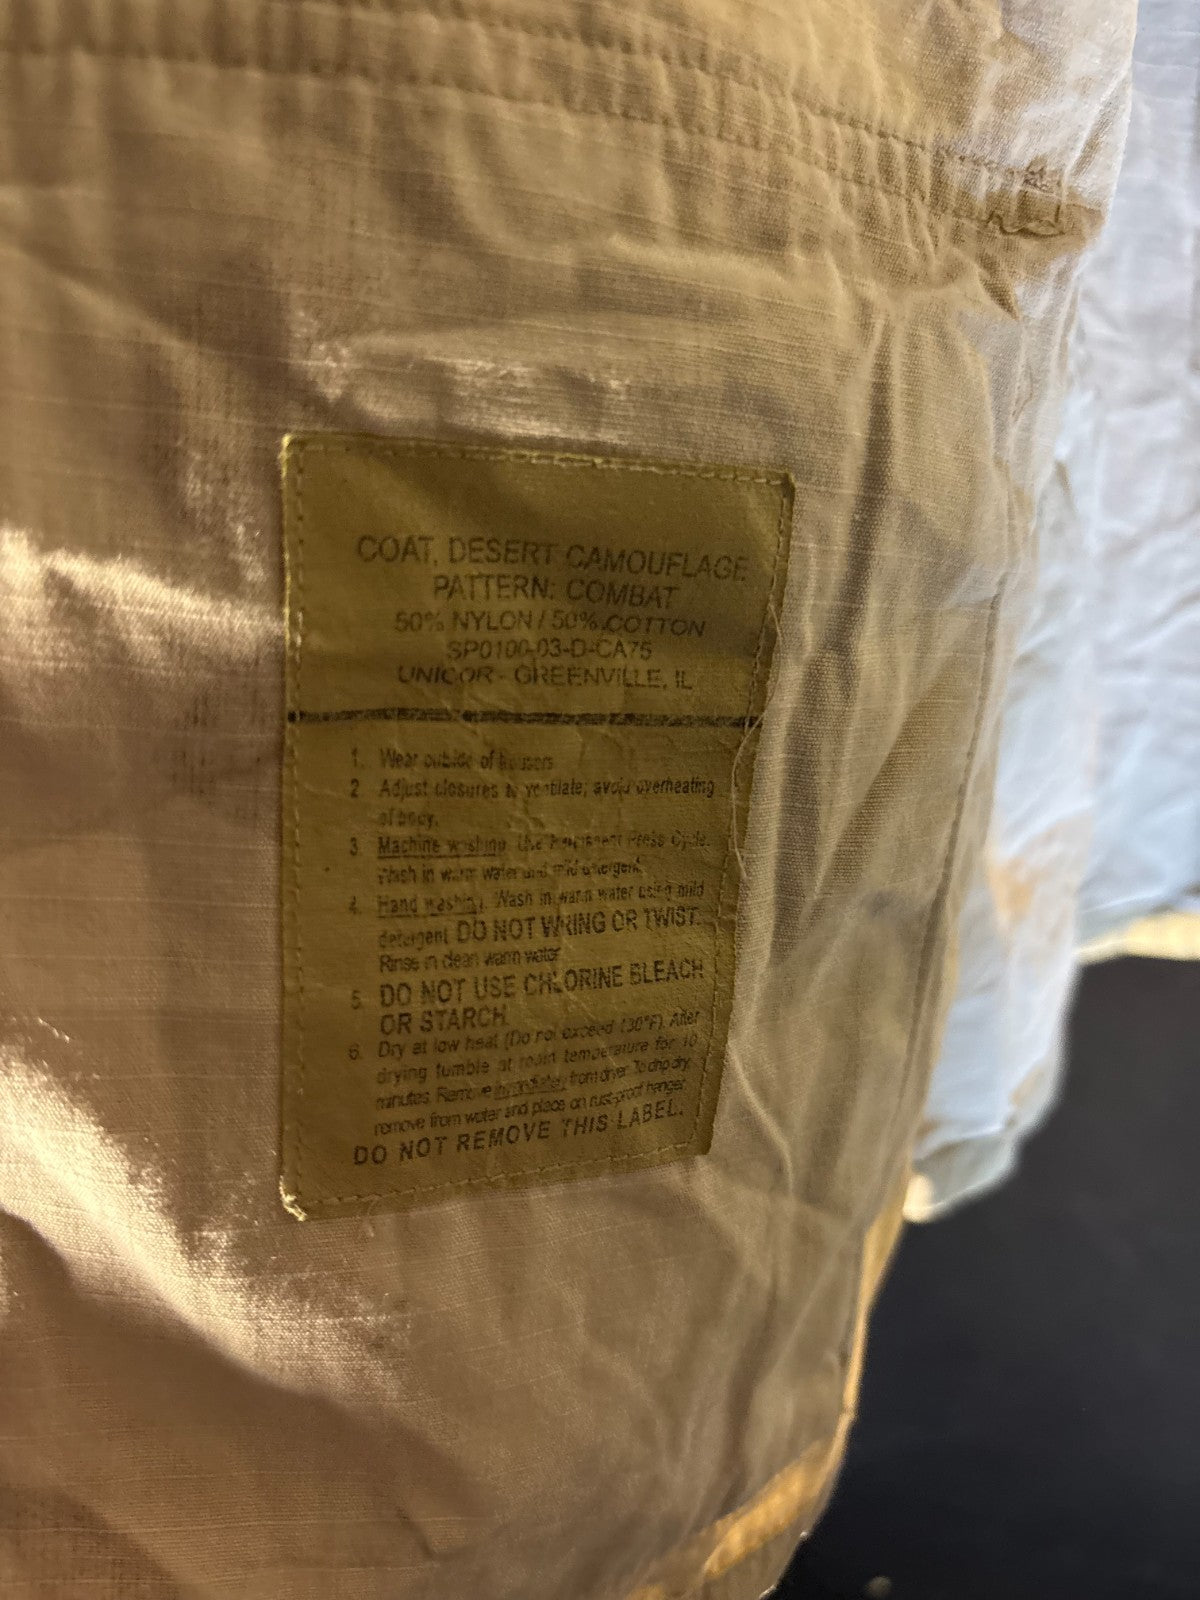 COAT, DESERT CAMOUFLAGE
PATTERN: COMBAT
50% NYLON / 50% COTTON
SP0100-03-D-CA75
UNICOR - GREENVILLE, IL
1. Wear outside of trousers
2 Adjust closures to ventilate; avoid overheating
of body.
3. Machine washing. Use Permanent Press Cycle.
Wash in warm water and mild detergent.
4. Hand washing. Wash in warm water using mild
detergent DO NOT WRING OR TWIST.
Rinse in clean warm water
5. DO NOT USE CHLORINE BLEACH
OR STARCH.
6. Dry at low heat (Do not exceed 130°F). After
drying tumble at room temperature for 10
minutes. Remove immediately from dryer. To drip dry,
remove from water and place on rust-proof hanger.
DO NOT REMOVE THIS LABEL.